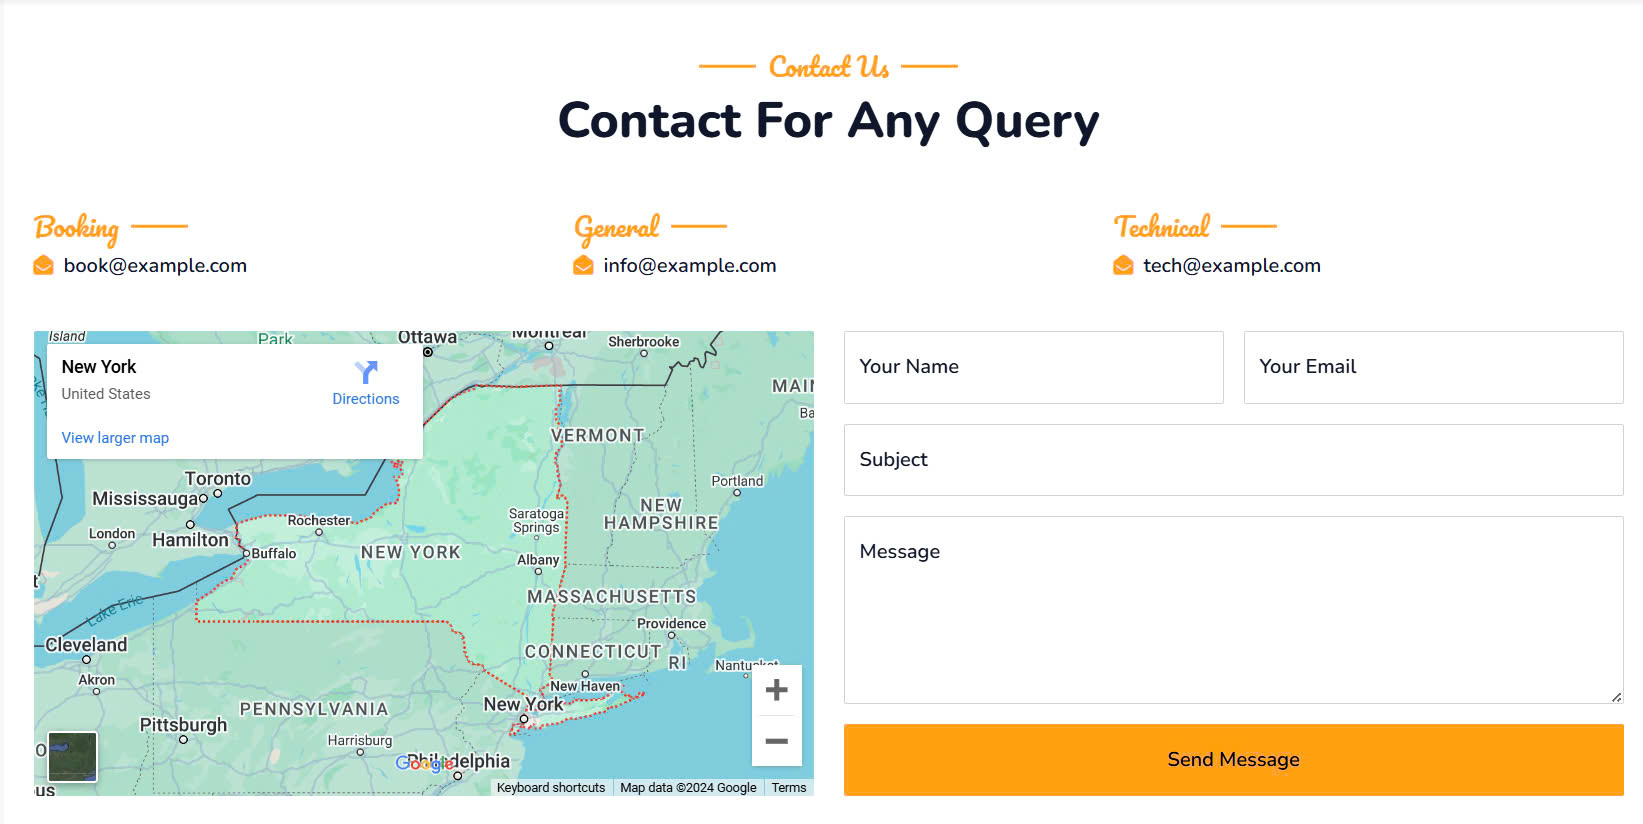 Contact Us
Contact For Any Query
Booking
book@example.com
General
info@example.com
Technical
tech@example.com
Island
Park
Ottawa
Montreal
Sherbrooke
New York
United States
Directions
View larger map
MAIN
Ba
VERMONT
Toronto
Mississauga
Portland
NEW
HAMPSHIRE
London
Hamilton
Rochester
Saratoga
Springs
Buffalo
NEW YORK
Albany
Lake Erie
MASSACHUSETTS
Providence
Cleveland
CONNECTICUT
RI
Nantucket
Akron
New Haven
New York
PENNSYLVANIA
Pittsburgh
Harrisburg
Philadelphia
Google
us
Keyboard shortcuts
Map data ©2024 Google
Terms
Your Name
Your Email
Subject
Message
Send Message